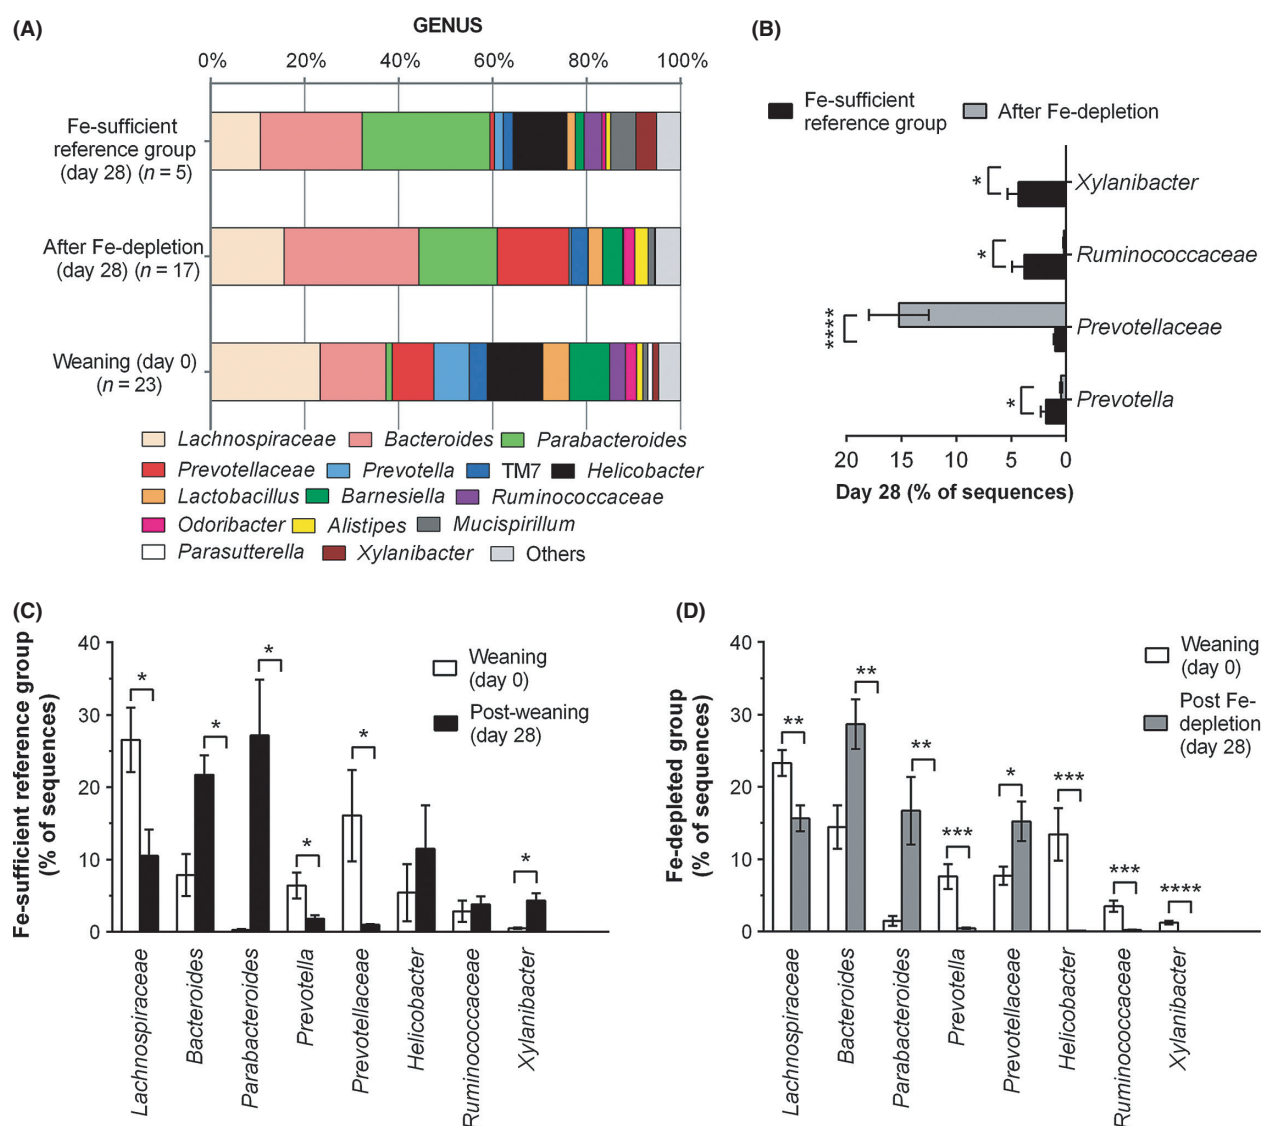 (A)
GENUS
0% 20% 40% 60% 80% 100%
Fe-sufficient
reference group
(day 28) (n = 5)
After Fe-depletion
(day 28) (n = 17)
Weaning (day 0)
(n = 23)
Lachnospiraceae Bacteroides Parabacteroides
Prevotellaceae Prevotella TM7 Helicobacter
Lactobacillus Barnesiella Ruminococcaceae
Odoribacter Alistipes Mucispirillum
Parasutterella Xylanibacter Others
(B)
Fe-sufficient
reference group
After Fe-depletion
* Xylanibacter
* Ruminococcaceae
**** Prevotellaceae
* Prevotella
20 15 10 5 0
Day 28 (% of sequences)
(C)
Fe-sufficient reference group
(% of sequences)
40
30
20
10
0
Weaning
(day 0)
Post-weaning
(day 28)
* * * * * *
Lachnospiraceae
Bacteroides
Parabacteroides
Prevotella
Prevotellaceae
Helicobacter
Ruminococcaceae
Xylanibacter
(D)
Fe-depleted group
(% of sequences)
40
30
20
10
0
Weaning
(day 0)
Post Fe-
depletion
(day 28)
** ** ** *** * *** *** ****
Lachnospiraceae
Bacteroides
Parabacteroides
Prevotella
Prevotellaceae
Helicobacter
Ruminococcaceae
Xylanibacter